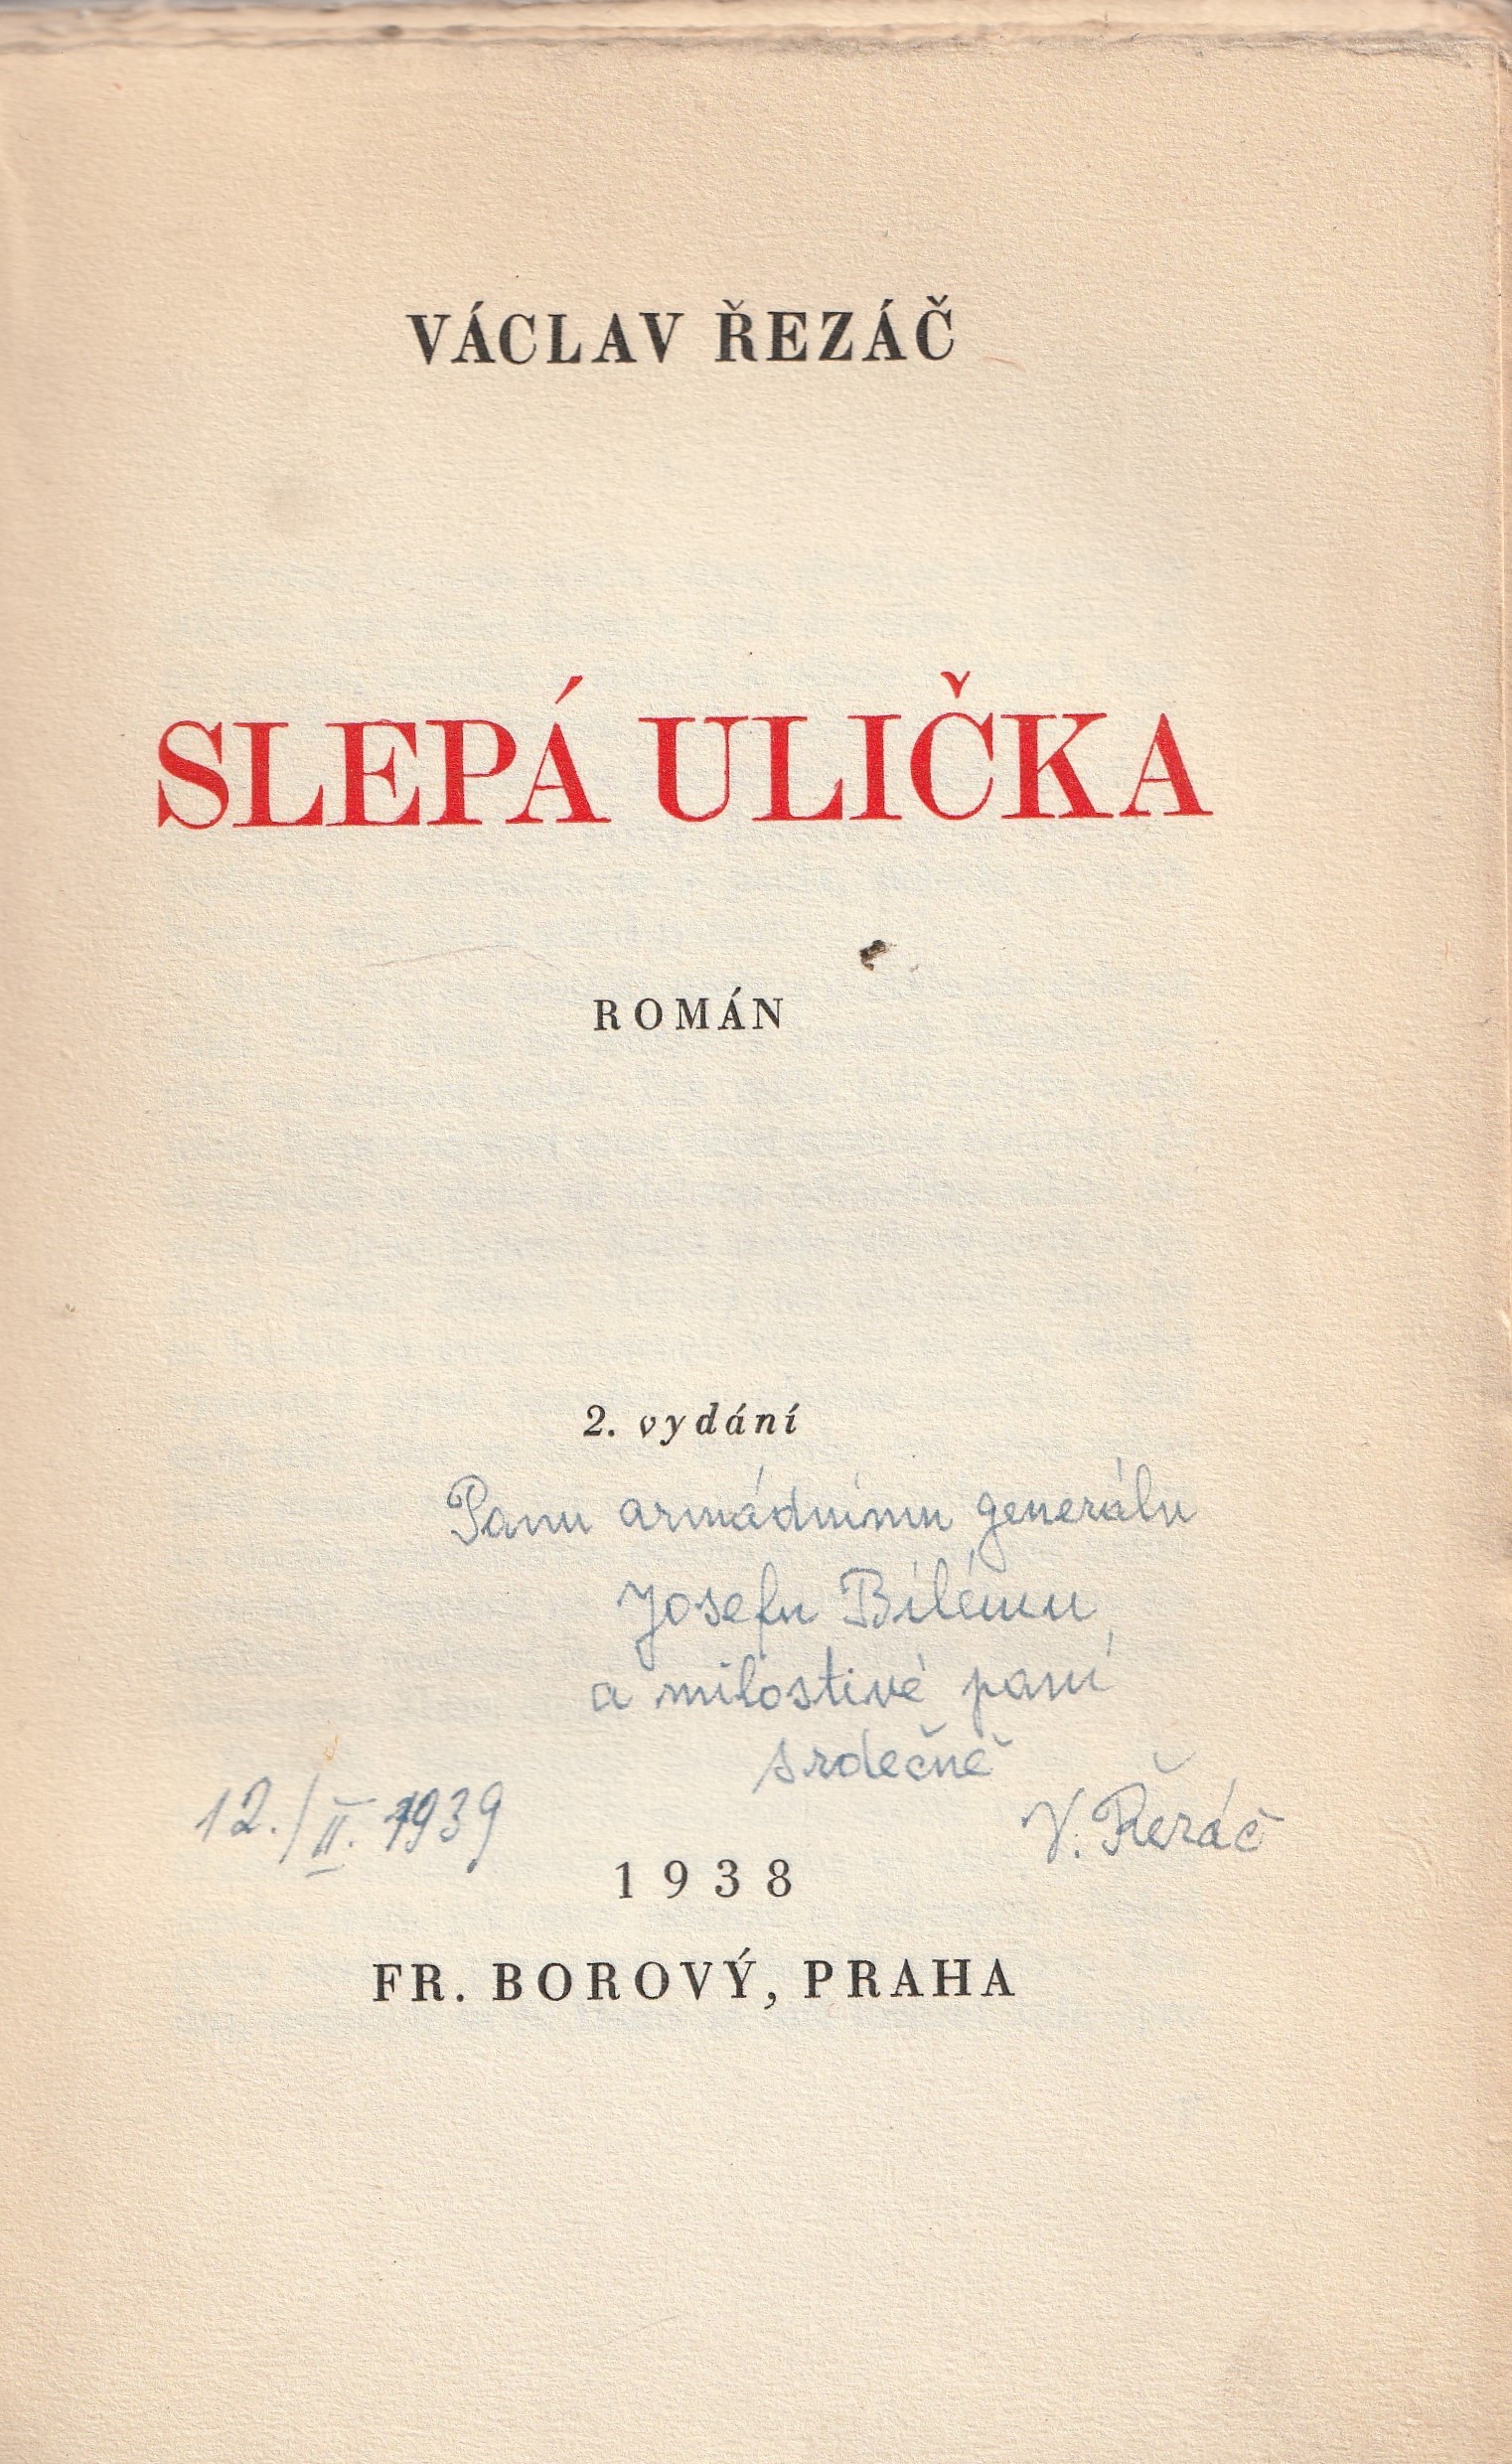 VÁCLAV ŘEZÁČ
SLEPÁ ULIČKA
ROMÁN
2. vydání
Panu armádnímu generálu
Josefu Bílému
a milostivé paní
srdečně
12./II. 1939
V. Řezáč
1938
FR. BOROVÝ, PRAHA